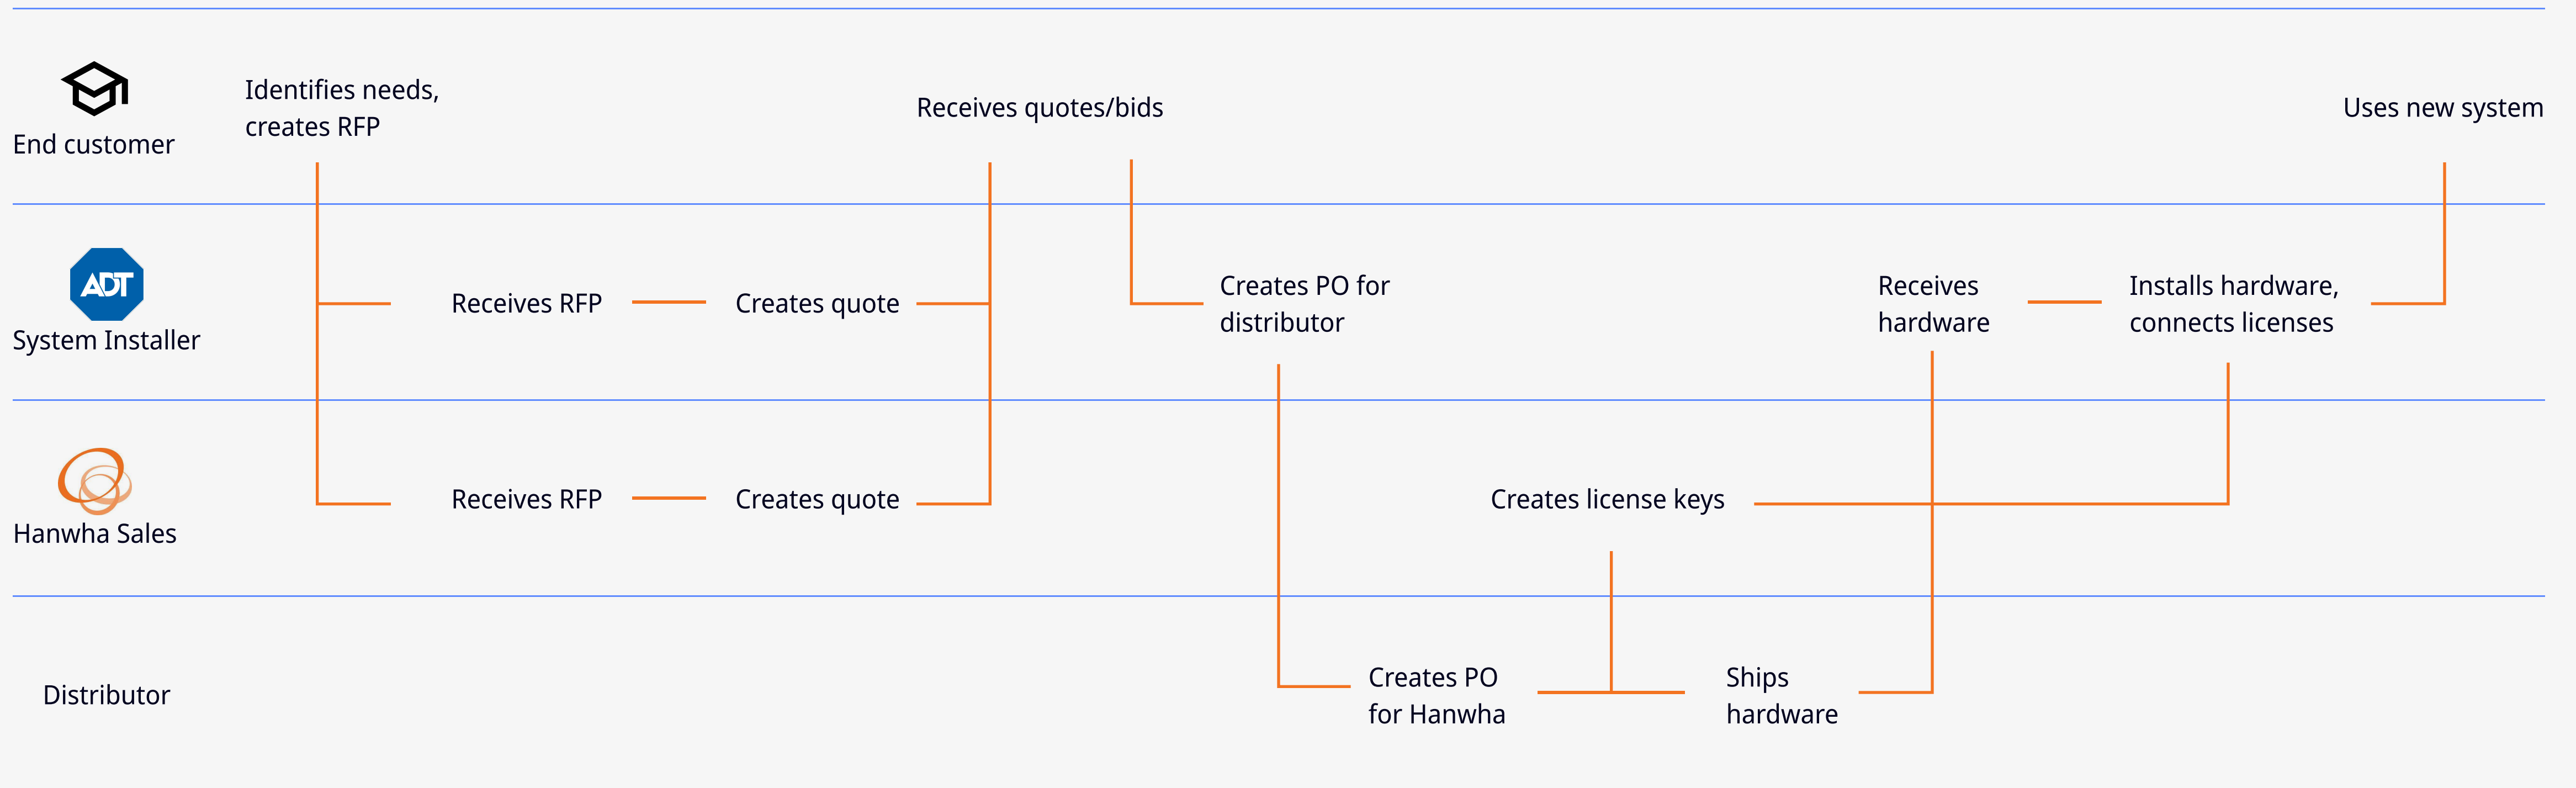 Identifies needs,
creates RFP
Receives quotes/bids
Uses new system
End customer
ADT
System Installer
Receives RFP
Creates quote
Creates PO for
distributor
Receives
hardware
Installs hardware,
connects licenses
Hanwha Sales
Receives RFP
Creates quote
Creates license keys
Distributor
Creates PO
for Hanwha
Ships
hardware